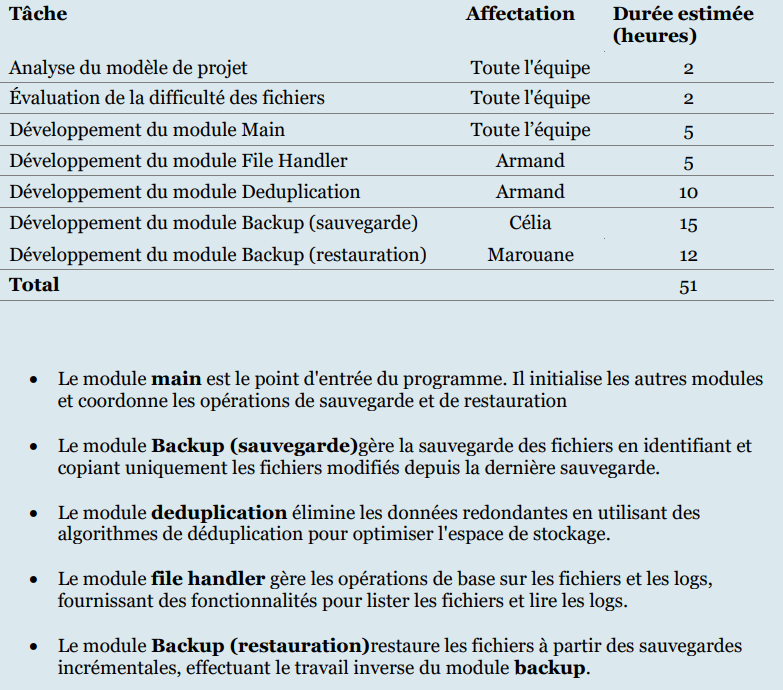 Tâche Affectation Durée estimée
(heures)
Analyse du modèle de projet Toute l'équipe 2
Évaluation de la difficulté des fichiers Toute l'équipe 2
Développement du module Main Toute l’équipe 5
Développement du module File Handler Armand 5
Développement du module Deduplication Armand 10
Développement du module Backup (sauvegarde) Célia 15
Développement du module Backup (restauration) Marouane 12
Total 51
• Le module main est le point d'entrée du programme. Il initialise les autres modules
et coordonne les opérations de sauvegarde et de restauration
• Le module Backup (sauvegarde)gère la sauvegarde des fichiers en identifiant et
copiant uniquement les fichiers modifiés depuis la dernière sauvegarde.
• Le module deduplication élimine les données redondantes en utilisant des
algorithmes de déduplication pour optimiser l'espace de stockage.
• Le module file handler gère les opérations de base sur les fichiers et les logs,
fournissant des fonctionnalités pour lister les fichiers et lire les logs.
• Le module Backup (restauration)restaure les fichiers à partir des sauvegardes
incrémentales, effectuant le travail inverse du module backup.